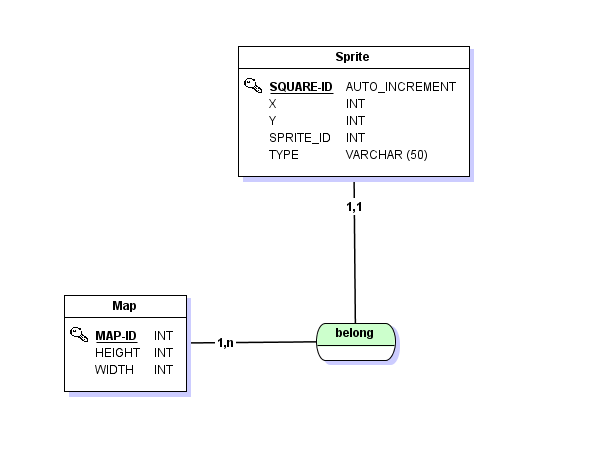 Sprite
SQUARE-ID AUTO_INCREMENT
X INT
Y INT
SPRITE_ID INT
TYPE VARCHAR (50)
1,1
Map
MAP-ID INT
HEIGHT INT
WIDTH INT
1,n
belong